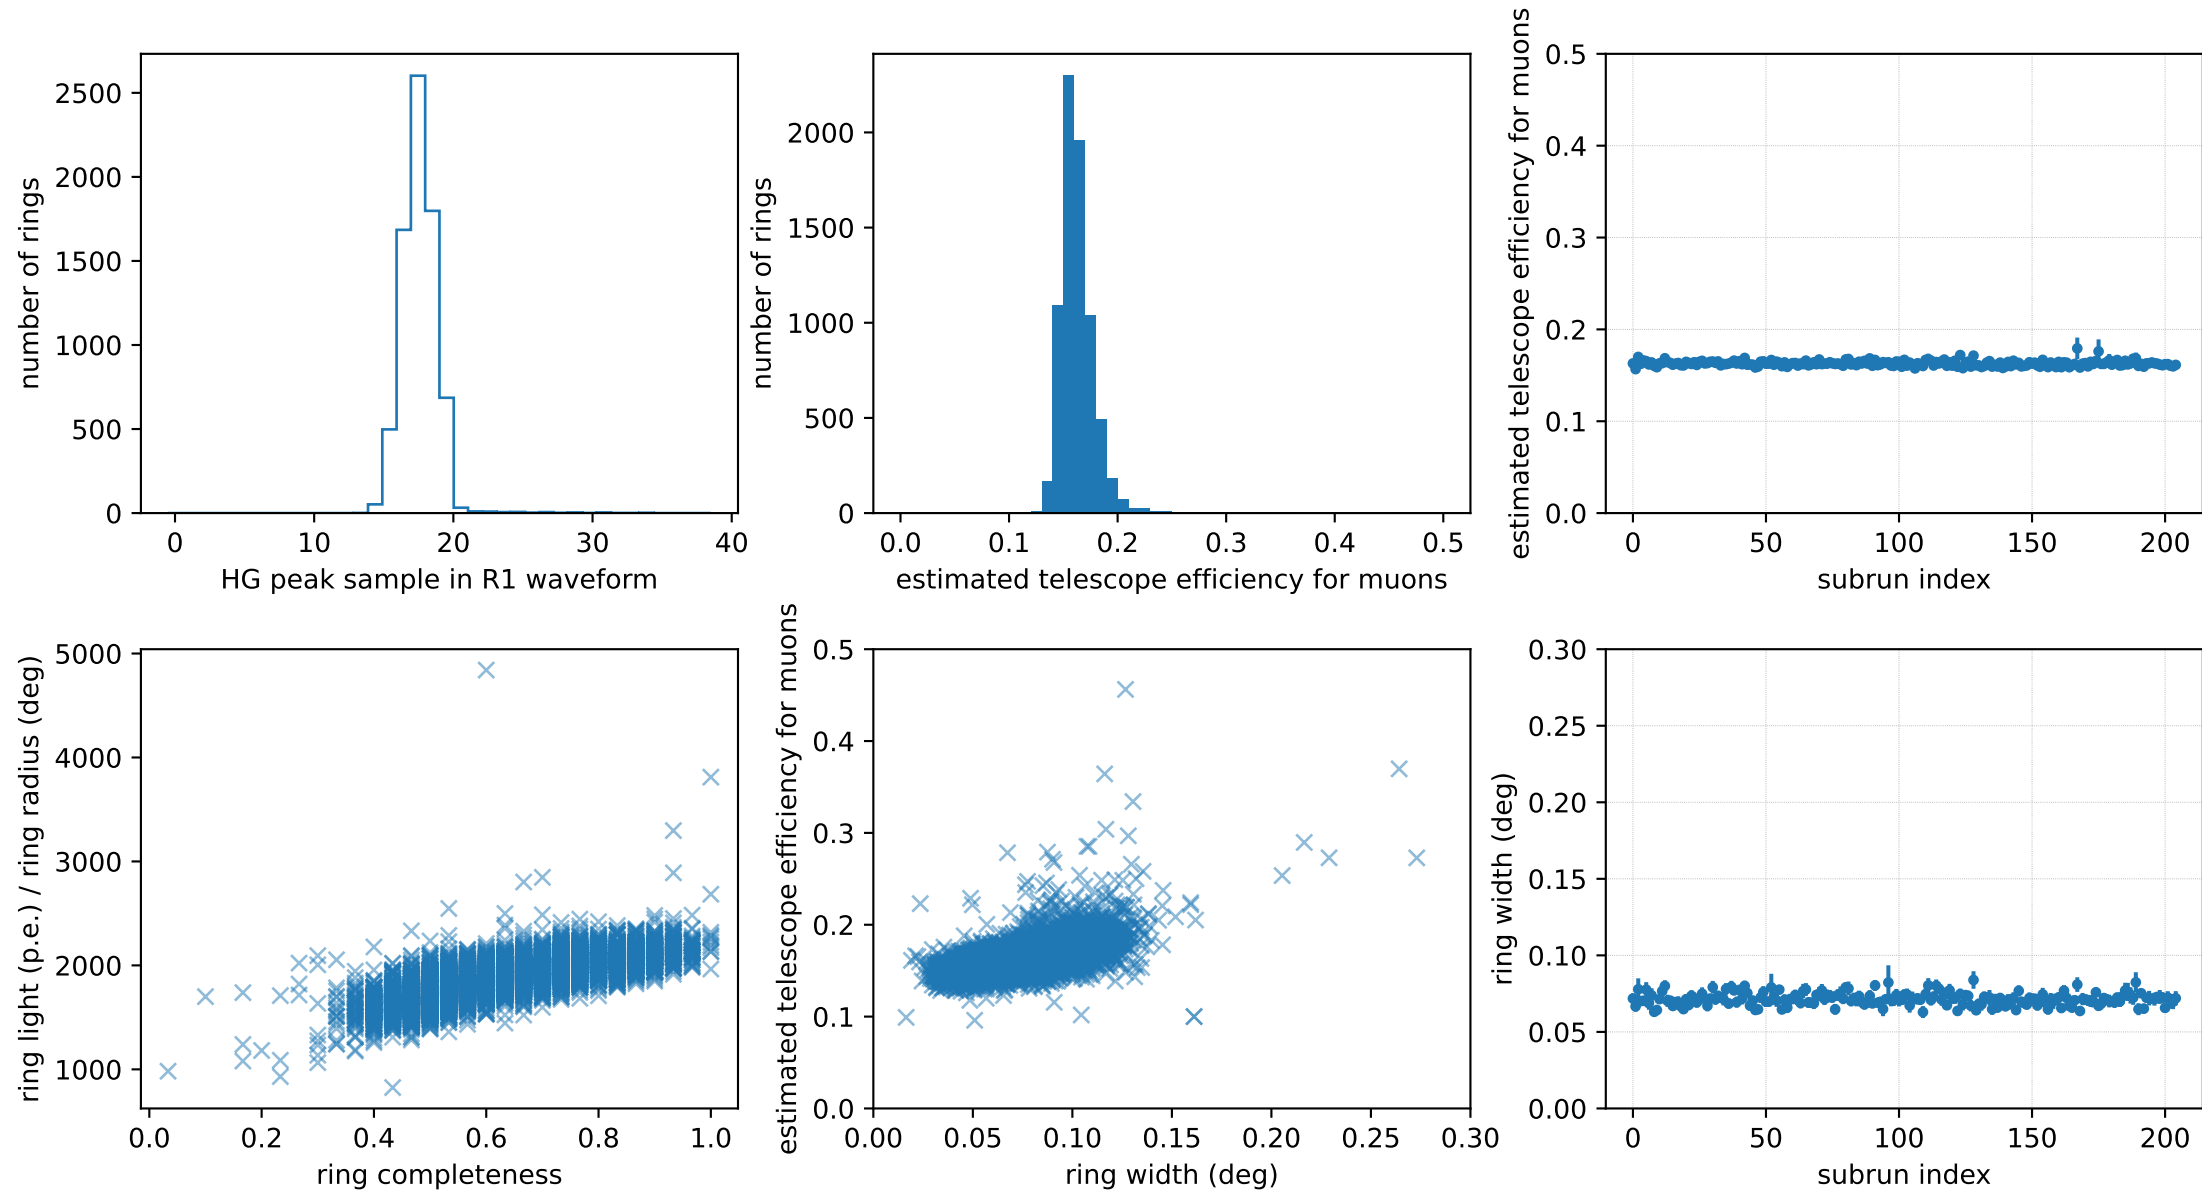 number of rings
2500
2000
1500
1000
500
0
0 10 20 30 40
HG peak sample in R1 waveform
number of rings
2000
1500
1000
500
0
0.0 0.1 0.2 0.3 0.4 0.5
estimated telescope efficiency for muons
estimated telescope efficiency for muons
0.5
0.4
0.3
0.2
0.1
0.0
0 50 100 150 200
subrun index
ring light (p.e.) / ring radius (deg)
5000
4000
3000
2000
1000
0.0 0.2 0.4 0.6 0.8 1.0
ring completeness
estimated telescope efficiency for muons
0.5
0.4
0.3
0.2
0.1
0.0
0.00 0.05 0.10 0.15 0.20 0.25 0.30
ring width (deg)
ring width (deg)
0.30
0.25
0.20
0.15
0.10
0.05
0.00
0 50 100 150 200
subrun index